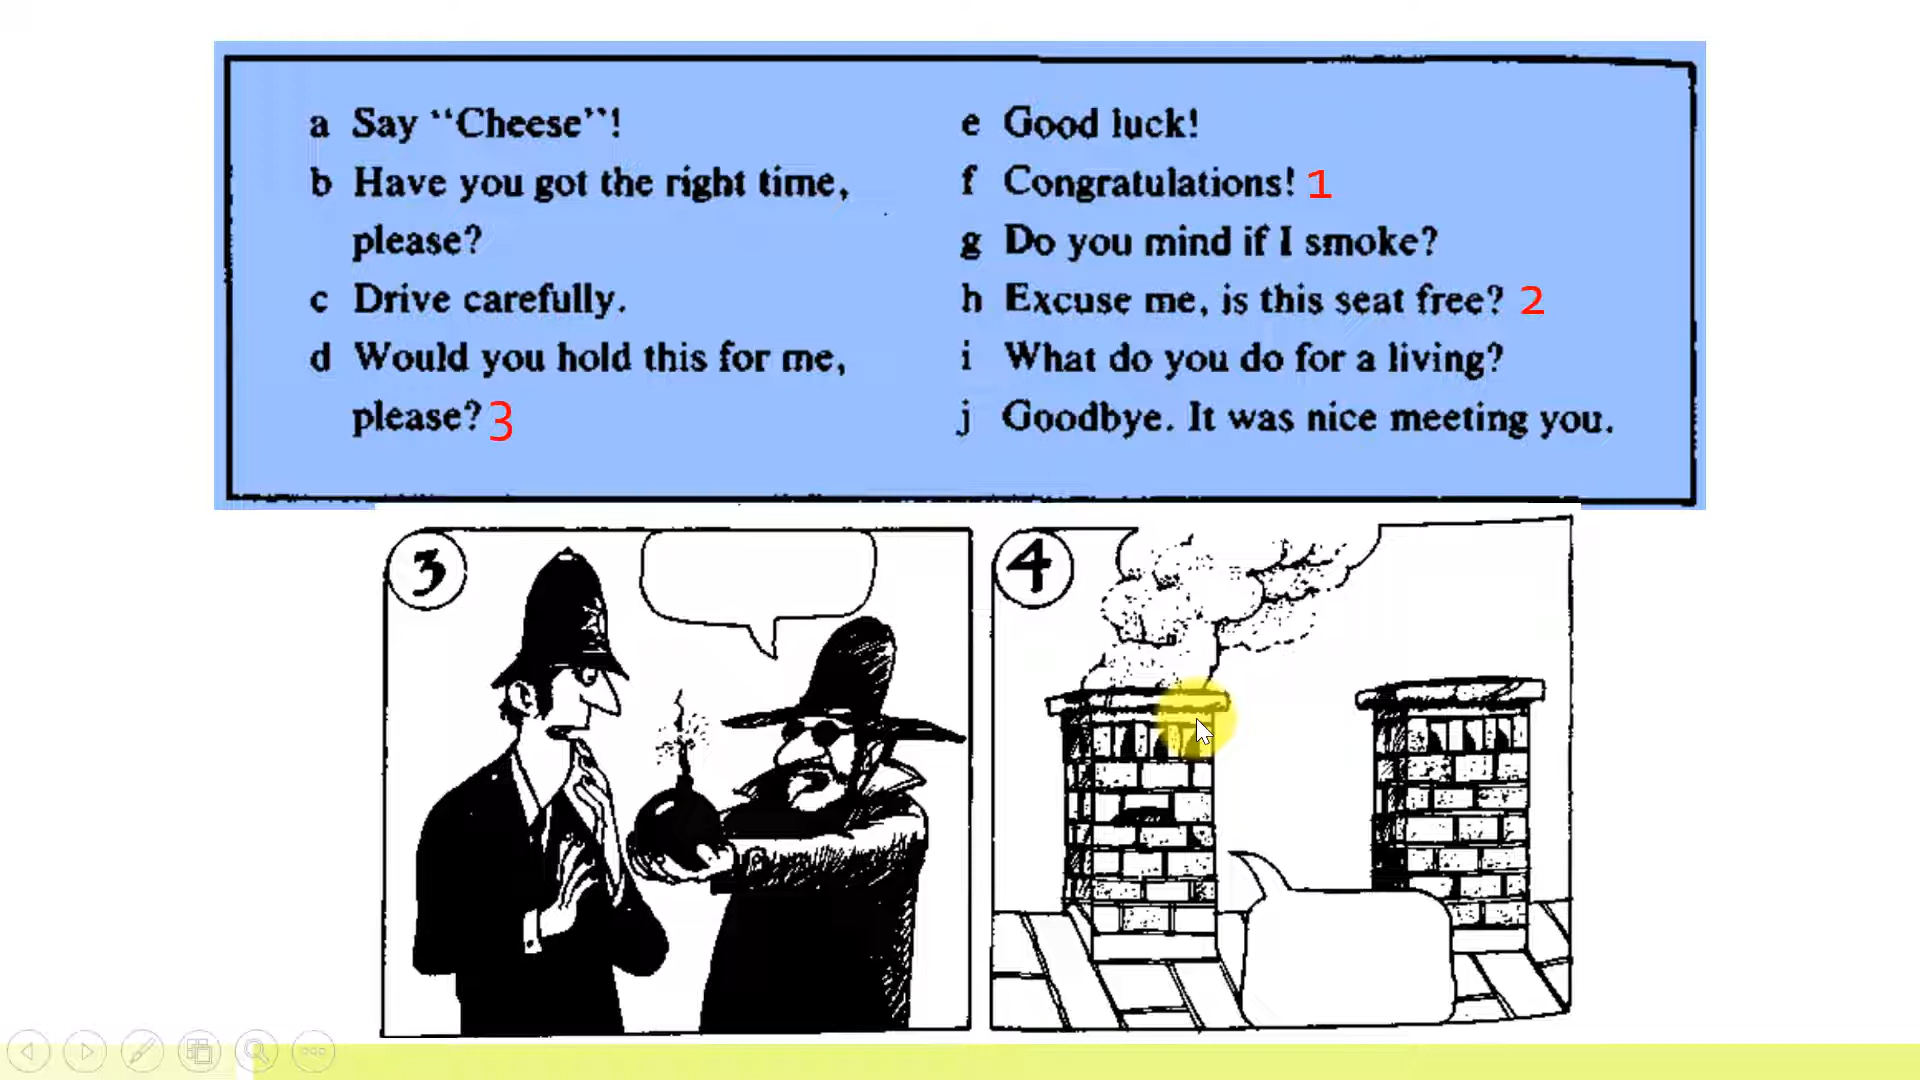 a Say “Cheese”!
b Have you got the right time,
please?
c Drive carefully.
d Would you hold this for me,
please? 3
e Good luck!
f Congratulations! 1
g Do you mind if I smoke?
h Excuse me, is this seat free? 2
i What do you do for a living?
j Goodbye. It was nice meeting you.
3
4